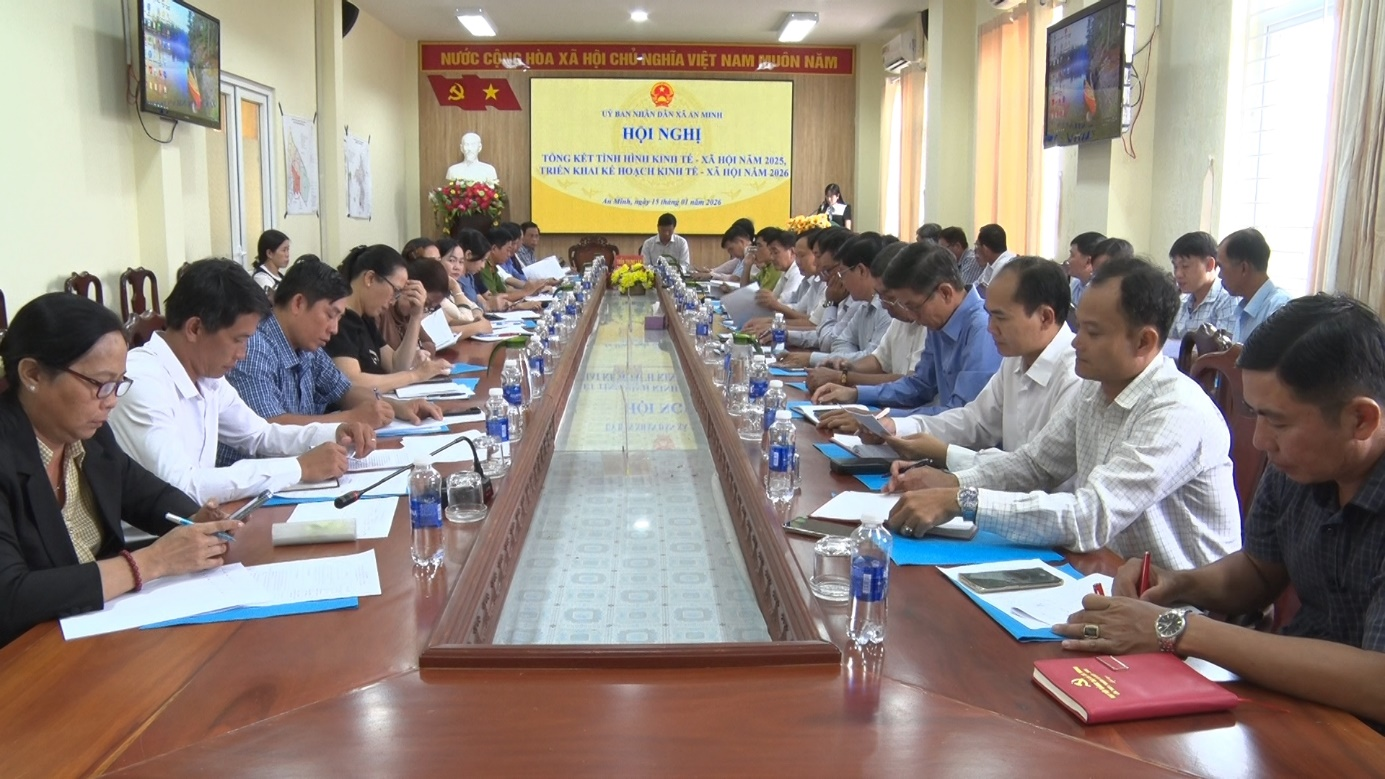 NƯỚC CỘNG HÒA XÃ HỘI CHỦ NGHĨA VIỆT NAM MUÔN NĂM
UỶ BAN NHÂN DÂN XÃ AN MINH
HỘI NGHỊ
TỔNG KẾT TÌNH HÌNH KINH TẾ - XÃ HỘI NĂM 2025,
TRIỂN KHAI KẾ HOẠCH KINH TẾ - XÃ HỘI NĂM 2026
An Minh, ngày 15 tháng 01 năm 2026